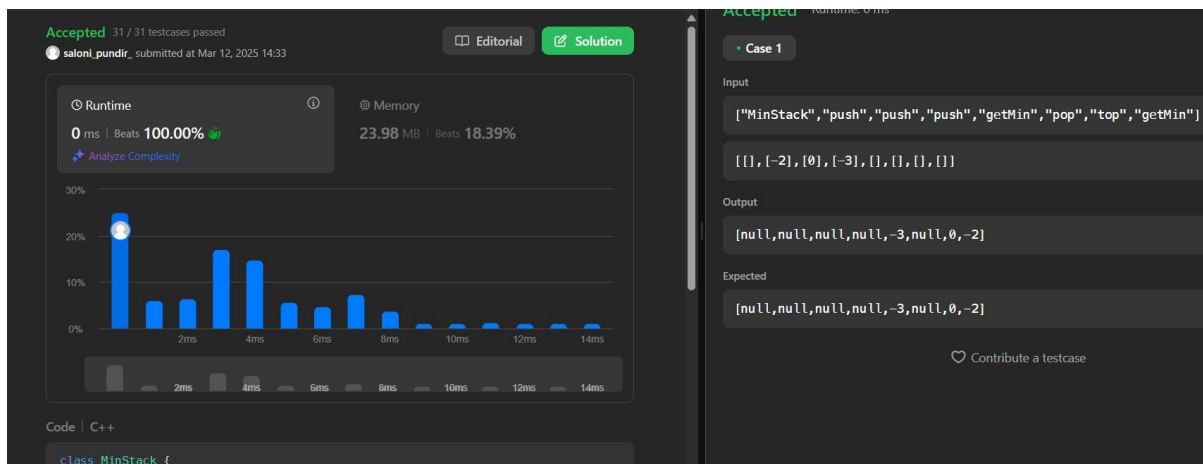 Accepted 31 / 31 testcases passed
saloni_pundir_ submitted at Mar 12, 2025 14:33
Editorial
Solution
Runtime
0 ms | Beats 100.00%
Analyze Complexity
Memory
23.98 MB | Beats 18.39%
30%
20%
10%
0%
2ms 4ms 6ms 8ms 10ms 12ms 14ms
2ms 4ms 6ms 8ms 10ms 12ms 14ms
Code | C++
class MinStack {
Accepted Runtime: 0 ms
• Case 1
Input
["MinStack","push","push","push","getMin","pop","top","getMin"]
[[],[-2],[0],[-3],[],[],[],[]]
Output
[null,null,null,null,-3,null,0,-2]
Expected
[null,null,null,null,-3,null,0,-2]
Contribute a testcase